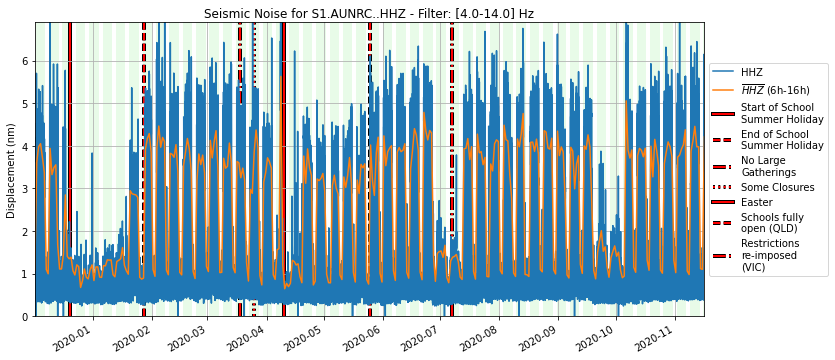 Seismic Noise for S1.AUNRC..HHZ - Filter: [4.0-14.0] Hz
Displacement (nm)
6
5
4
3
2
1
0
2020-01
2020-02
2020-03
2020-04
2020-05
2020-06
2020-07
2020-08
2020-09
2020-10
2020-11
HHZ
HHZ (6h-16h)
Start of School
Summer Holiday
End of School
Summer Holiday
No Large
Gatherings
Some Closures
Easter
Schools fully
open (QLD)
Restrictions
re-imposed
(VIC)